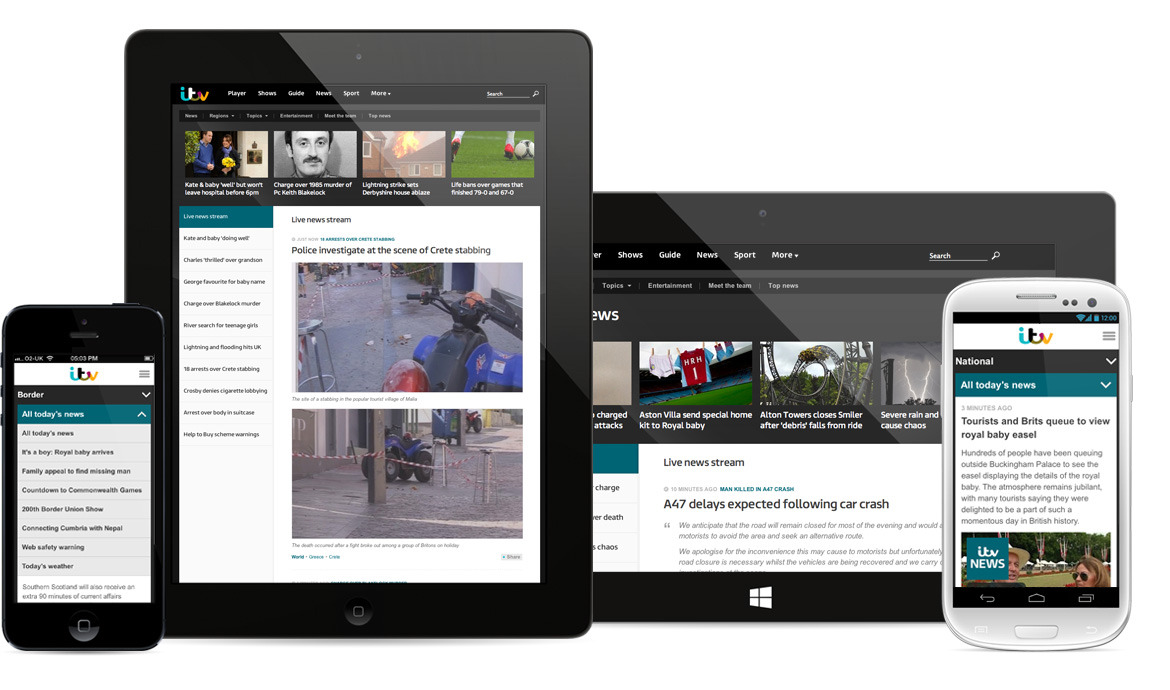 itv
Player Shows Guide News Sport More
Search
News Regions Topics Entertainment Meet the team Top news
Kate & baby 'well' but won't
leave hospital before 6pm
Charge over 1985 murder of
Pc Keith Blakelock
Lightning strike sets
Derbyshire house ablaze
Life bans over games that
finished 79-0 and 67-0
Live news stream
Kate and baby 'doing well'
Charles 'thrilled' over grandson
George favourite for baby name
Charge over Blakelock murder
River search for teenage girls
Lightning and flooding hits UK
18 arrests over Crete stabbing
Crosby denies cigarette lobbying
Arrest over body in suitcase
Help to Buy scheme warnings
Live news stream
JUST NOW 18 ARRESTS OVER CRETE STABBING
Police investigate at the scene of Crete stabbing
The site of a stabbing in the popular tourist village of Malia
The death occurred after a fight broke out among a group of Britons on holiday
World • Greece • Crete
Share
O2-UK 05:03 PM
itv
Border
All today's news
All today's news
It's a boy: Royal baby arrives
Family appeal to find missing man
Countdown to Commonwealth Games
200th Border Union Show
Connecting Cumbria with Nepal
Web safety warning
Today's weather
Southern Scotland will also receive an
extra 90 minutes of current affairs
er Shows Guide News Sport More
Search
Topics Entertainment Meet the team Top news
ews
charged
attacks
HRH
1
Aston Villa send special home
kit to Royal baby
Alton Towers closes Smiler
after 'debris' falls from ride
Severe rain and
cause chaos
charge
er death
s chaos
Live news stream
10 MINUTES AGO MAN KILLED IN A47 CRASH
A47 delays expected following car crash
“ We anticipate that the road will remain closed for most of the evening and would
motorists to avoid the area and seek an alternative route.
We apologise for the inconvenience this may cause to motorists but unfortunately
road closure is necessary whilst the vehicles are being recovered and we carry
12:00
itv
National
All today's news
3 MINUTES AGO
Tourists and Brits queue to view
royal baby easel
Hundreds of people have been queuing
outside Buckingham Palace to see the
easel displaying the details of the royal
baby. The atmosphere remains jubilant,
with many tourists saying they were
delighted to be a part of such a
momentous day in British history.
itv
NEWS